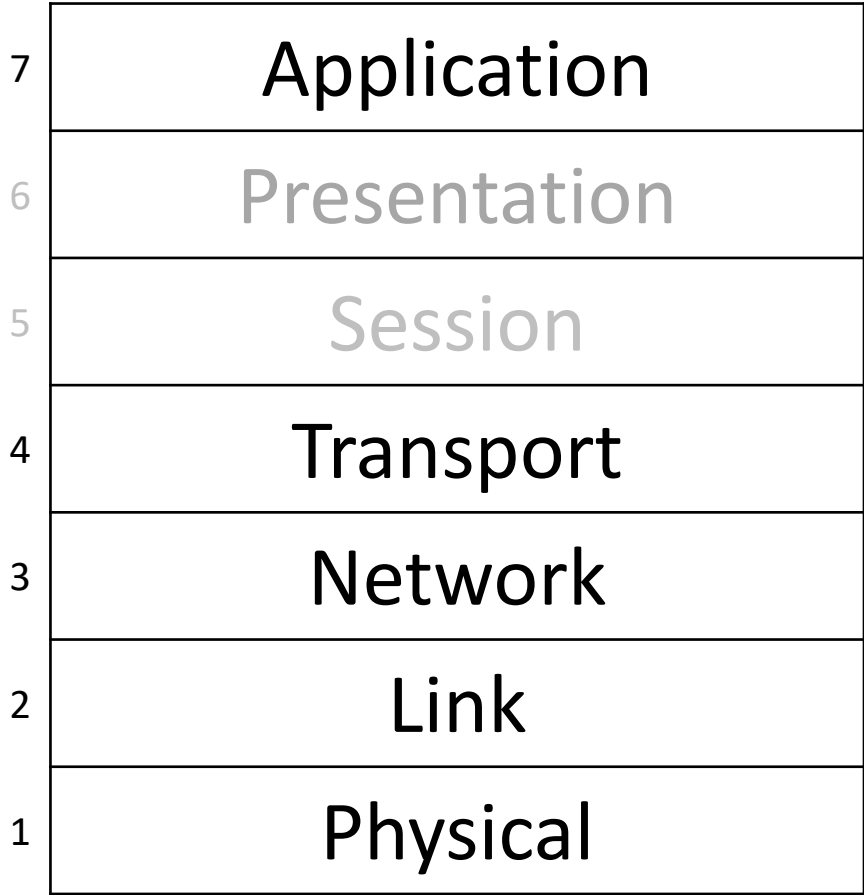 7 Application
6 Presentation
5 Session
4 Transport
3 Network
2 Link
1 Physical